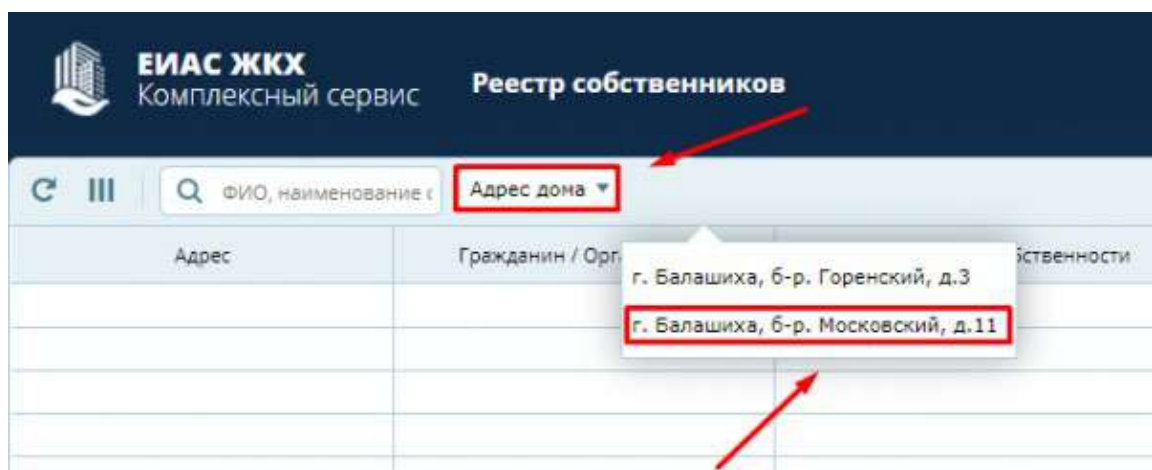 ЕИАС ЖКХ
Комплексный сервис
Реестр собственников
ФИО, наименование с
Адрес дома
Адрес
Гражданин / Орг
бственности
г. Балашиха, б-р. Горенский, д.3
г. Балашиха, б-р. Московский, д.11